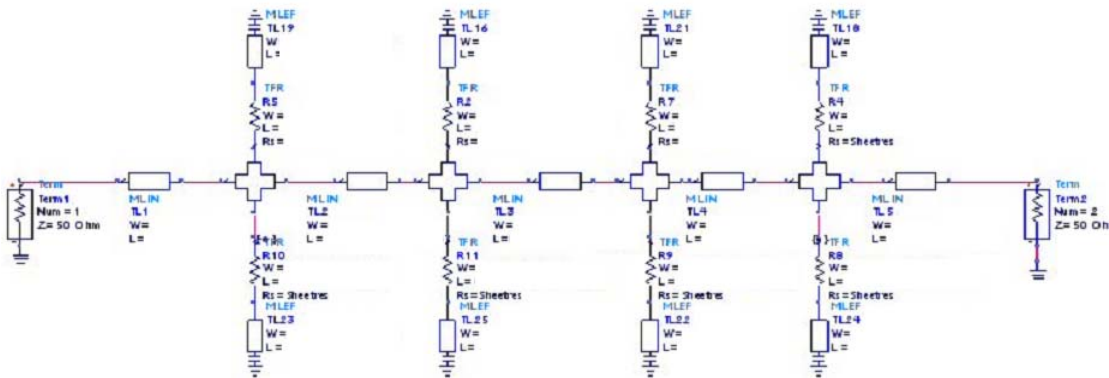 MLEF
TL19
W
L=
MLEF
TL16
W=
L=
MLEF
TL21
W=
L=
MLEF
TL18
W=
L=
TFR
R5
W=
L=
Rs=
TFR
R2
W=
L=
Rs=
TFR
R7
W=
L=
Rs=
TFR
R4
W=
L=
Rs=Sheetres
Term
Term1
Num=1
Z=50 Ohm
MLIN
TL1
W=
L=
MLIN
TL2
W=
L=
MLIN
TL3
W=
L=
MLIN
TL4
W=
L=
MLIN
TL5
W=
L=
Term
Term2
Num=2
Z=50 Oh
TFR
R10
W=
L=
Rs=Sheetres
TFR
R11
W=
L=
Rs=Sheetres
TFR
R9
W=
L=
Rs=Sheetres
TFR
R8
W=
L=
Rs=Sheetres
MLEF
TL23
W=
L=
MLEF
TL25
W=
L=
MLEF
TL22
W=
L=
MLEF
TL24
W=
L=